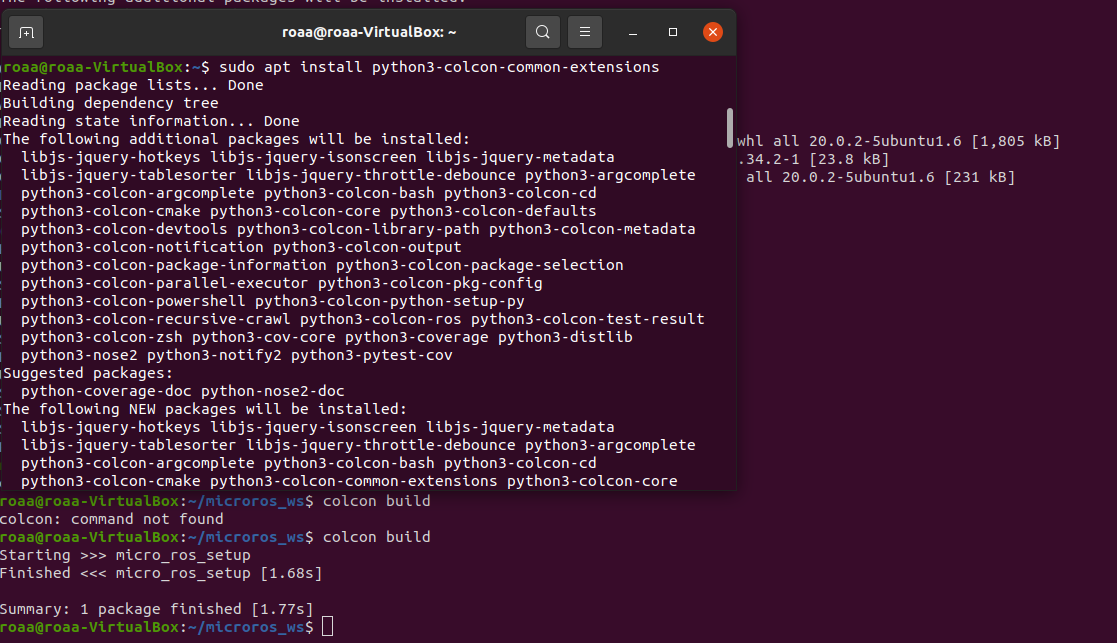 The following additional packages will be installed:
roaa@roaa-VirtualBox: ~
roaa@roaa-VirtualBox:~$ sudo apt install python3-colcon-common-extensions
Reading package lists... Done
Building dependency tree
Reading state information... Done
The following additional packages will be installed:
libjs-jquery-hotkeys libjs-jquery-isonscreen libjs-jquery-metadata
libjs-jquery-tablesorter libjs-jquery-throttle-debounce python3-argcomplete
python3-colcon-argcomplete python3-colcon-bash python3-colcon-cd
python3-colcon-cmake python3-colcon-core python3-colcon-defaults
python3-colcon-devtools python3-colcon-library-path python3-colcon-metadata
python3-colcon-notification python3-colcon-output
python3-colcon-package-information python3-colcon-package-selection
python3-colcon-parallel-executor python3-colcon-pkg-config
python3-colcon-powershell python3-colcon-python-setup-py
python3-colcon-recursive-crawl python3-colcon-ros python3-colcon-test-result
python3-colcon-zsh python3-cov-core python3-coverage python3-distlib
python3-nose2 python3-notify2 python3-pytest-cov
Suggested packages:
python-coverage-doc python-nose2-doc
The following NEW packages will be installed:
libjs-jquery-hotkeys libjs-jquery-isonscreen libjs-jquery-metadata
libjs-jquery-tablesorter libjs-jquery-throttle-debounce python3-argcomplete
python3-colcon-argcomplete python3-colcon-bash python3-colcon-cd
python3-colcon-cmake python3-colcon-common-extensions python3-colcon-core
whl all 20.0.2-5ubuntu1.6 [1,805 kB]
.34.2-1 [23.8 kB]
all 20.0.2-5ubuntu1.6 [231 kB]
roaa@roaa-VirtualBox:~/microros_ws$ colcon build
colcon: command not found
roaa@roaa-VirtualBox:~/microros_ws$ colcon build
Starting >>> micro_ros_setup
Finished <<< micro_ros_setup [1.68s]
Summary: 1 package finished [1.77s]
roaa@roaa-VirtualBox:~/microros_ws$